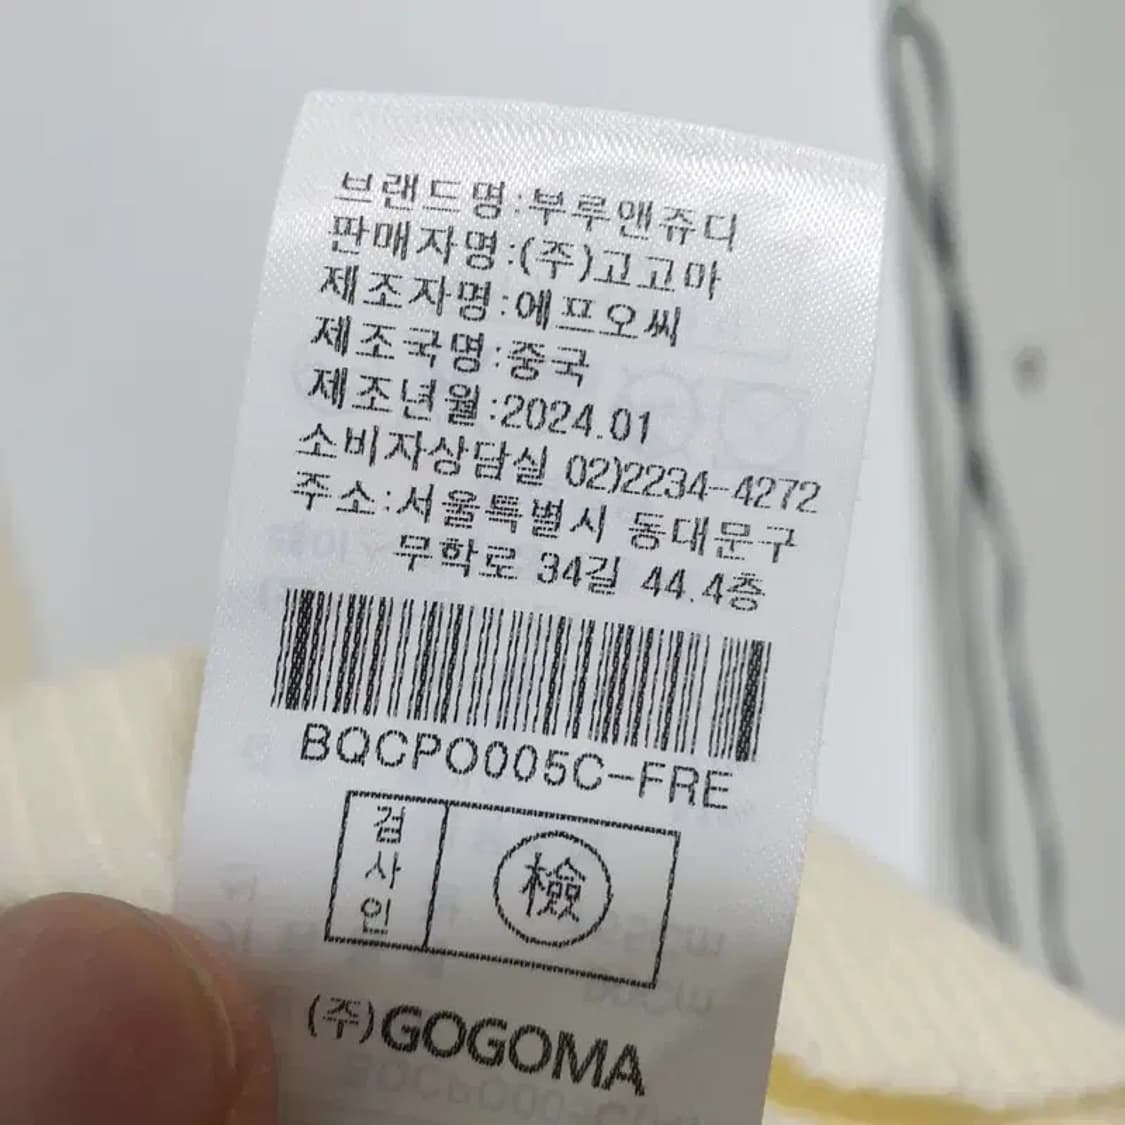 브랜드명:부루앤쥬디
판매자명:(주)고고마
제조자명:에프오씨
제조국명:중국
제조년월:2024.01
소비자상담실 02)2234-4272
주소:서울특별시 동대문구
무학로 34길 44.4층
BQCPO005C-FRE
검사인
檢
(주)GOGOMA